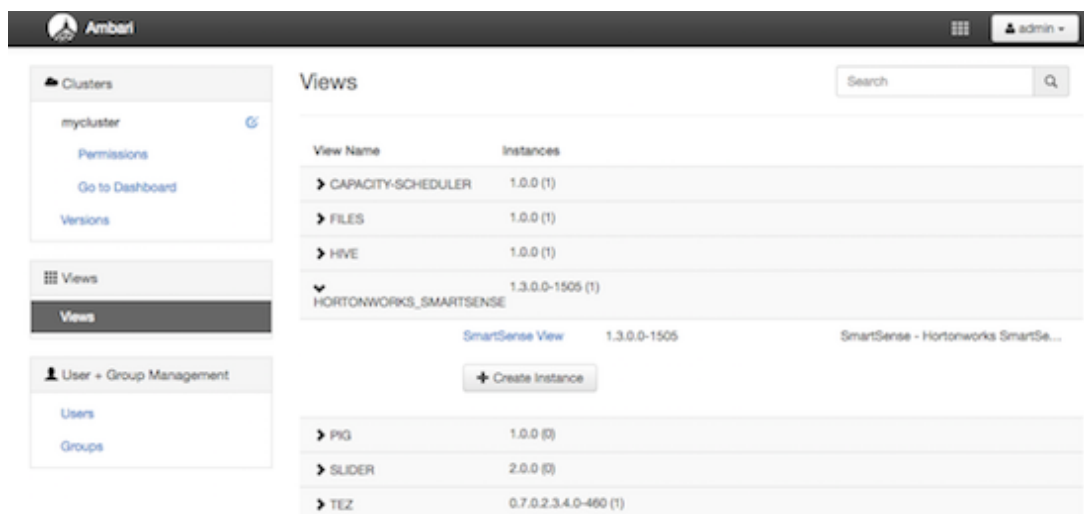 Ambari
admin
Clusters
mycluster
Permissions
Go to Dashboard
Versions
Views
Views
User + Group Management
Users
Groups
Views
Search
View Name Instances
CAPACITY-SCHEDULER 1.0.0 (1)
FILES 1.0.0 (1)
HIVE 1.0.0 (1)
HORTONWORKS_SMARTSENSE 1.3.0.0-1505 (1)
SmartSense View 1.3.0.0-1505 SmartSense - Hortonworks SmartSe...
Create Instance
PIG 1.0.0 (0)
SLIDER 2.0.0 (0)
TEZ 0.7.0.2.3.4.0-460 (1)